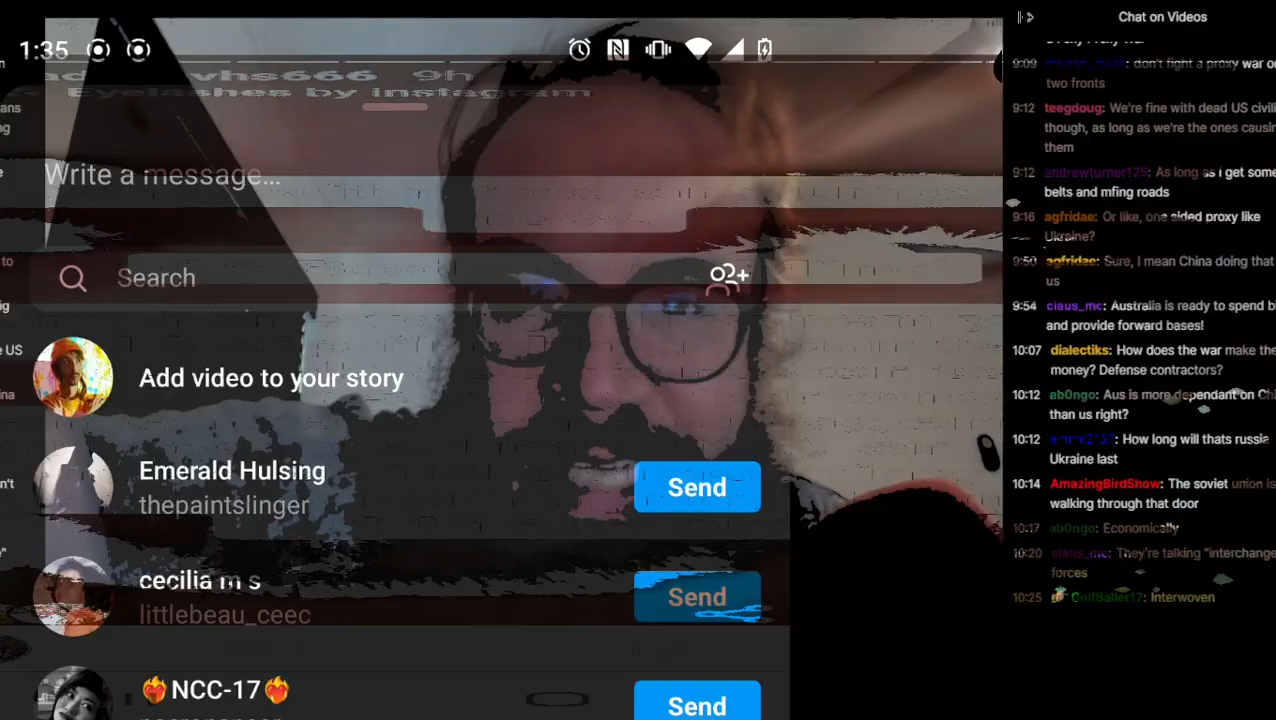 1:35
vhs666 9h
Eyelashes by instagram
Write a message...
Search
Add video to your story
Emerald Hulsing
thepaintslinger
Send
cecilia m s
littlebeau_ceec
Send
❤️‍🔥NCC-17❤️‍🔥
Send
Chat on Videos
9:09 : don't fight a proxy war on
two fronts
9:12 teegdoug: We're fine with dead US civili
though, as long as we're the ones causin
them
9:12 andrewturner125: As long as i get some
belts and mfing roads
9:16 agfridae: Or like, one sided proxy like
Ukraine?
9:50 agfridae: Sure, I mean China doing that
us
9:54 claus_mc: Australia is ready to spend bi
and provide forward bases!
10:07 dialectiks: How does the war make the
money? Defense contractors?
10:12 ab0ngo: Aus is more dependant on Chi
than us right?
10:12 How long will thats russia
Ukraine last
10:14 AmazingBirdShow: The soviet union is
walking through that door
10:17 ab0ngo: Economically
10:20 claus_mc: They're talking "interchange
forces
10:25 GolfBaller17: Interwoven